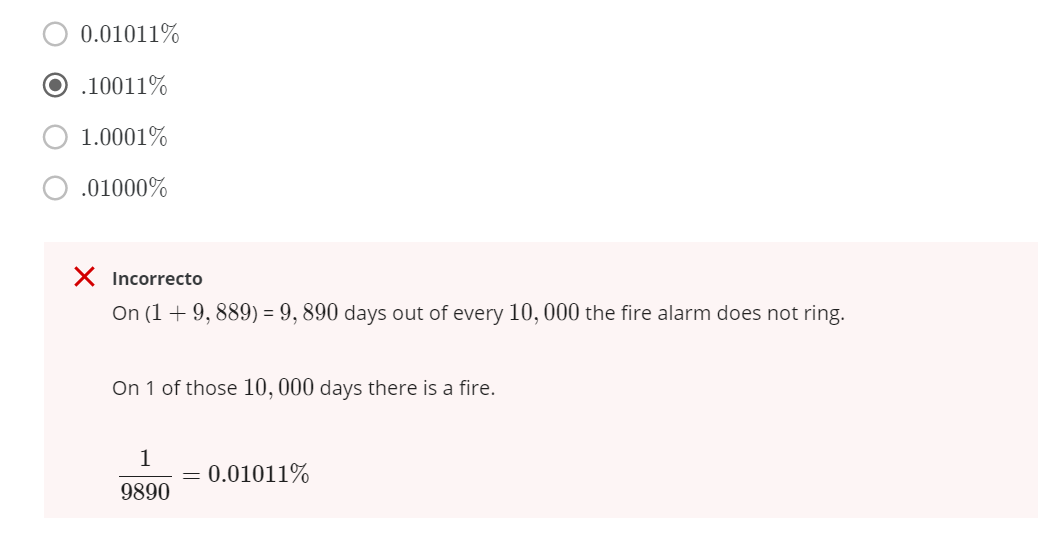 0.01011%
.10011%
1.0001%
.01000%
Incorrecto
On (1 + 9, 889) = 9, 890 days out of every 10, 000 the fire alarm does not ring.
On 1 of those 10, 000 days there is a fire.
1
9890
= 0.01011%